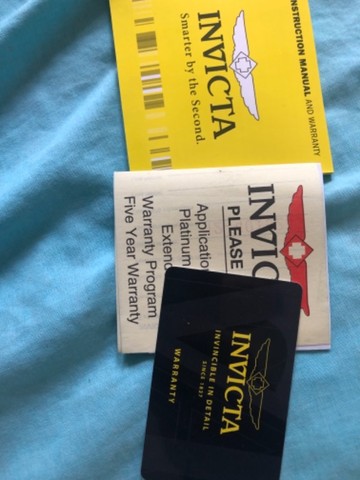 INSTRUCTION MANUAL AND WARRANTY
INVICTA
Smarter by the Second.
INVIC
PLEASE
Applicatio
Platinum
Exten
Warranty Program
Five Year Warranty
INVICTA
INVINCIBLE IN DETAIL
SINCE 1837
WARRANTY